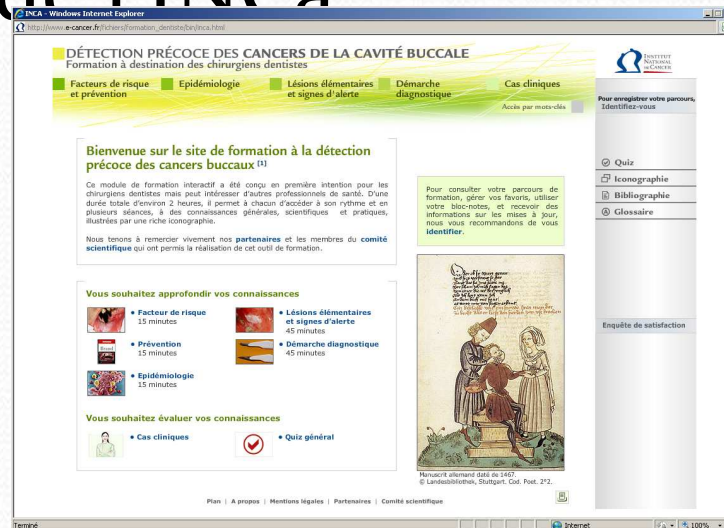 INCA - Windows Internet Explorer
http://www.e-cancer.fr/fichiers/formation_dentiste/bin/inca.html
DÉTECTION PRÉCOCE DES CANCERS DE LA CAVITÉ BUCCALE
Formation à destination des chirurgiens dentistes
Facteurs de risque
et prévention
Epidémiologie
Lésions élémentaires
et signes d'alerte
Démarche
diagnostique
Cas cliniques
Accès par mots-clés
INSTITUT
NATIONAL
DU CANCER
Pour enregistrer votre parcours,
Identifiez-vous
Quiz
Iconographie
Bibliographie
Glossaire
Enquête de satisfaction
Bienvenue sur le site de formation à la détection
précoce des cancers buccaux [1]
Ce module de formation interactif a été conçu en première intention pour les
chirurgiens dentistes mais peut intéresser d'autres professionnels de santé. D'une
durée totale d'environ 2 heures, il permet à chacun d'accéder à son rythme et en
plusieurs séances, à des connaissances générales, scientifiques et pratiques,
illustrées par une riche iconographie.
Nous tenons à remercier vivement nos partenaires et les membres du comité
scientifique qui ont permis la réalisation de cet outil de formation.
Pour consulter votre parcours de
formation, gérer vos favoris, utiliser
votre bloc-notes, et recevoir des
informations sur les mises à jour,
nous vous recommandons de vous
identifier.
Vous souhaitez approfondir vos connaissances
• Facteur de risque
15 minutes
• Lésions élémentaires
et signes d'alerte
45 minutes
• Prévention
15 minutes
• Démarche diagnostique
45 minutes
• Epidémiologie
15 minutes
Vous souhaitez évaluer vos connaissances
• Cas cliniques
• Quiz général
Manuscrit allemand daté de 1467.
© Landesbibliothek, Stuttgart. Cod. Poet. 2°2.
Plan | A propos | Mentions légales | Partenaires | Comité scientifique
Terminé
Internet
100%